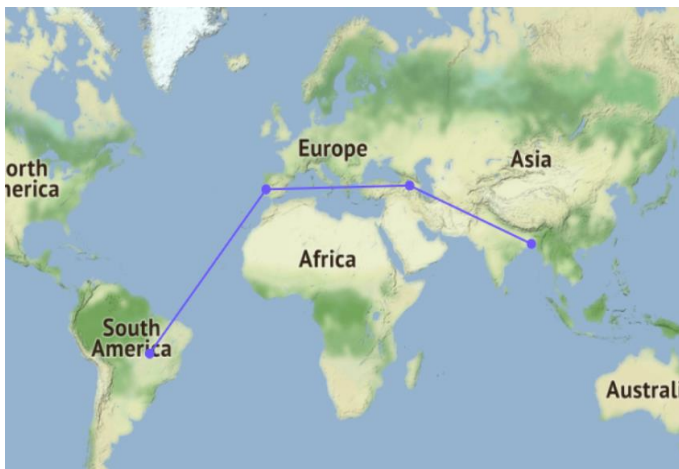 Europe
Asia
orth
nerica
Africa
South
America
Australi